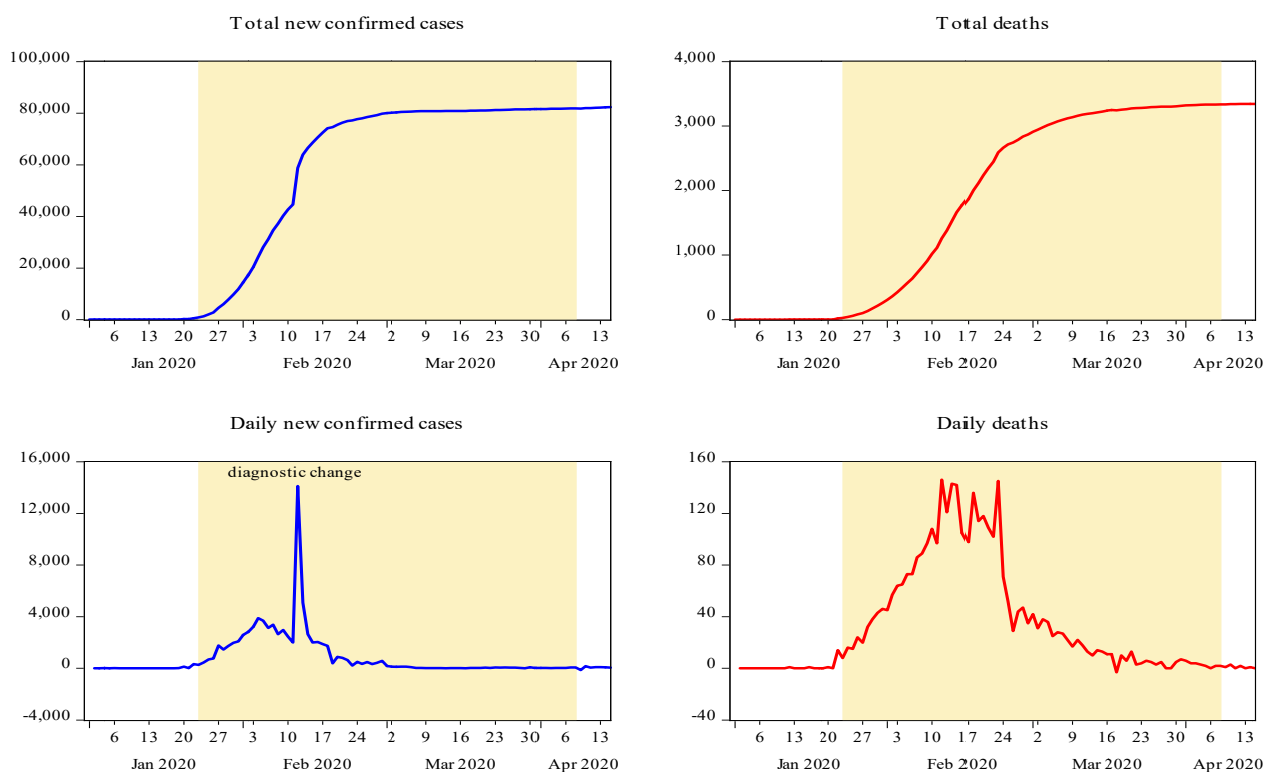 Total new confirmed cases
100,000
80,000
60,000
40,000
20,000
0
6 13 20 27 3 10 17 24 2 9 16 23 30 6 13
Jan 2020 Feb 2020 Mar 2020 Apr 2020
Total deaths
4,000
3,000
2,000
1,000
0
6 13 20 27 3 10 17 24 2 9 16 23 30 6 13
Jan 2020 Feb 2020 Mar 2020 Apr 2020
Daily new confirmed cases
16,000
diagnostic change
12,000
8,000
4,000
0
-4,000
6 13 20 27 3 10 17 24 2 9 16 23 30 6 13
Jan 2020 Feb 2020 Mar 2020 Apr 2020
Daily deaths
160
120
80
40
0
-40
6 13 20 27 3 10 17 24 2 9 16 23 30 6 13
Jan 2020 Feb 2020 Mar 2020 Apr 2020